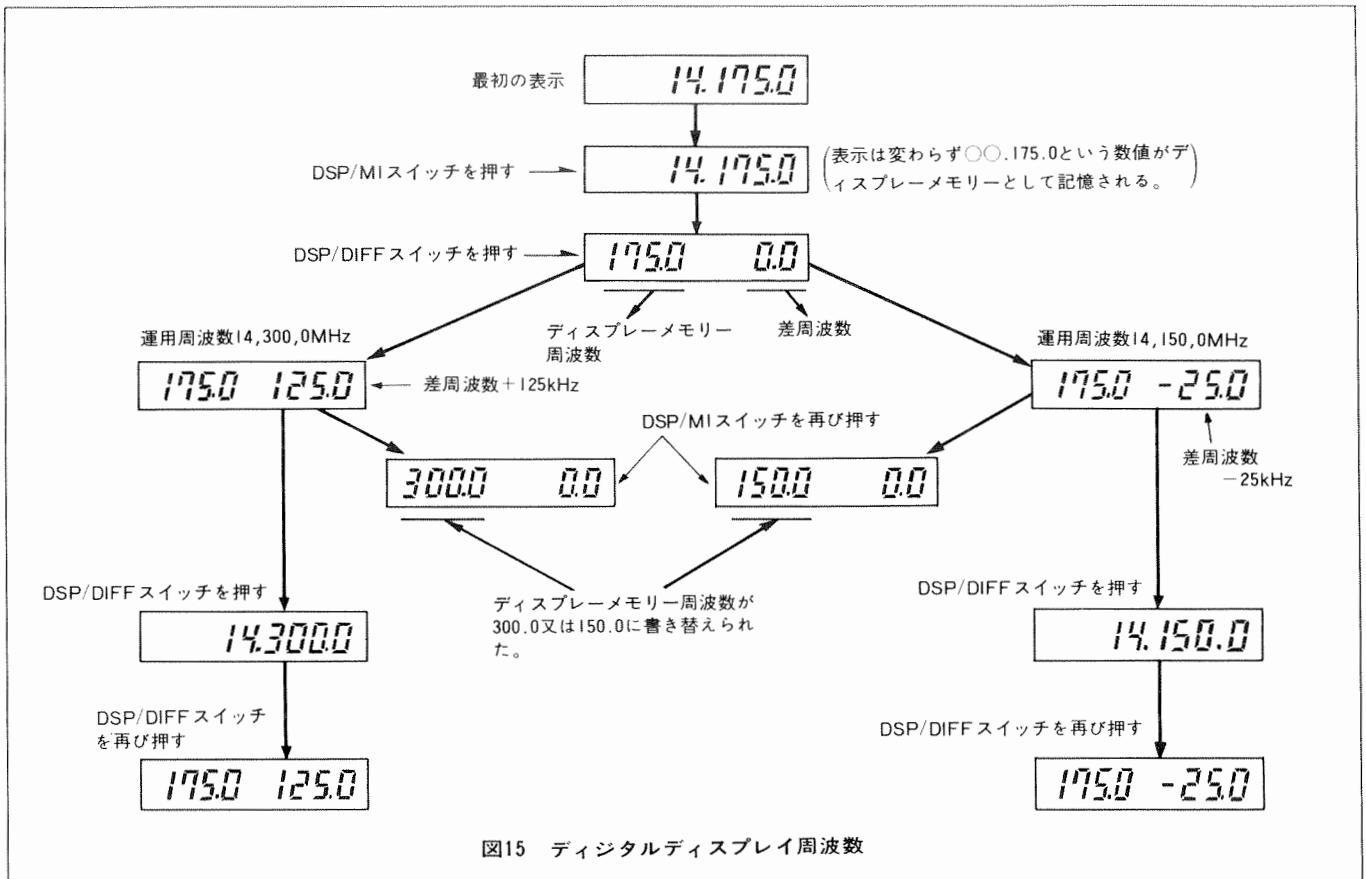 最初の表示
14.175.0
DSP/MIスイッチを押す
14.175.0
(表示は変わらず○○.175.0という数値がデ
ィスプレーメモリーとして記憶される。)
DSP/DIFFスイッチを押す
175.0 0.0
ディスプレーメモリー
周波数
差周波数
運用周波数14,300,0MHz
175.0 125.0
差周波数+125kHz
運用周波数14,150,0MHz
175.0 -25.0
差周波数
-25kHz
DSP/MIスイッチを再び押す
300.0 0.0
150.0 0.0
ディスプレーメモリー周波数が
300.0又は150.0に書き替えられ
た。
DSP/DIFFスイッチを押す
14.300.0
DSP/DIFFスイッチ
を再び押す
175.0 125.0
DSP/DIFFスイッチを押す
14.150.0
DSP/DIFFスイッチを再び押す
175.0 -25.0
図15 ディジタルディスプレイ周波数